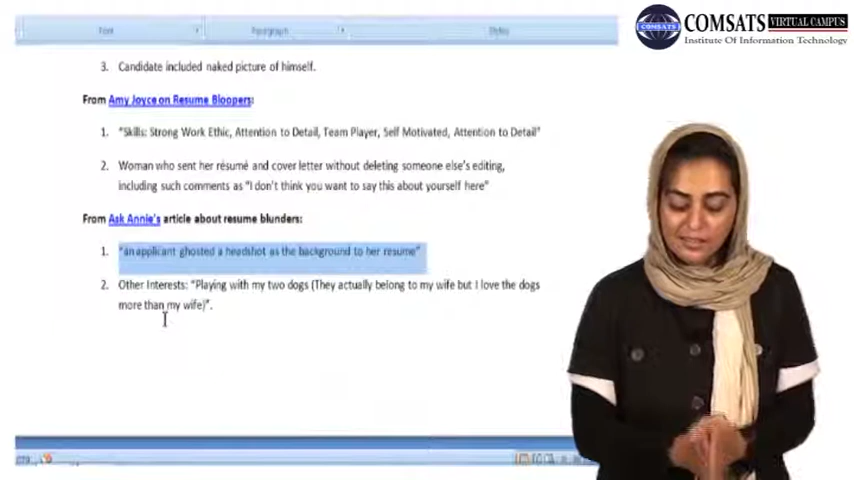 COMSATS VIRTUAL CAMPUS
COMSATS
Institute Of Information Technology
Font Paragraph Styles
3. Candidate included naked picture of himself.
From Amy Joyce on Resume Bloopers:
1. "Skills: Strong Work Ethic, Attention to Detail, Team Player, Self Motivated, Attention to Detail"
2. Woman who sent her résumé and cover letter without deleting someone else's editing,
including such comments as "I don't think you want to say this about yourself here"
From Ask Annie's article about resume blunders:
1. "an applicant ghosted a headshot as the background to her resume"
2. Other Interests: "Playing with my two dogs (They actually belong to my wife but I love the dogs
more than my wife)".